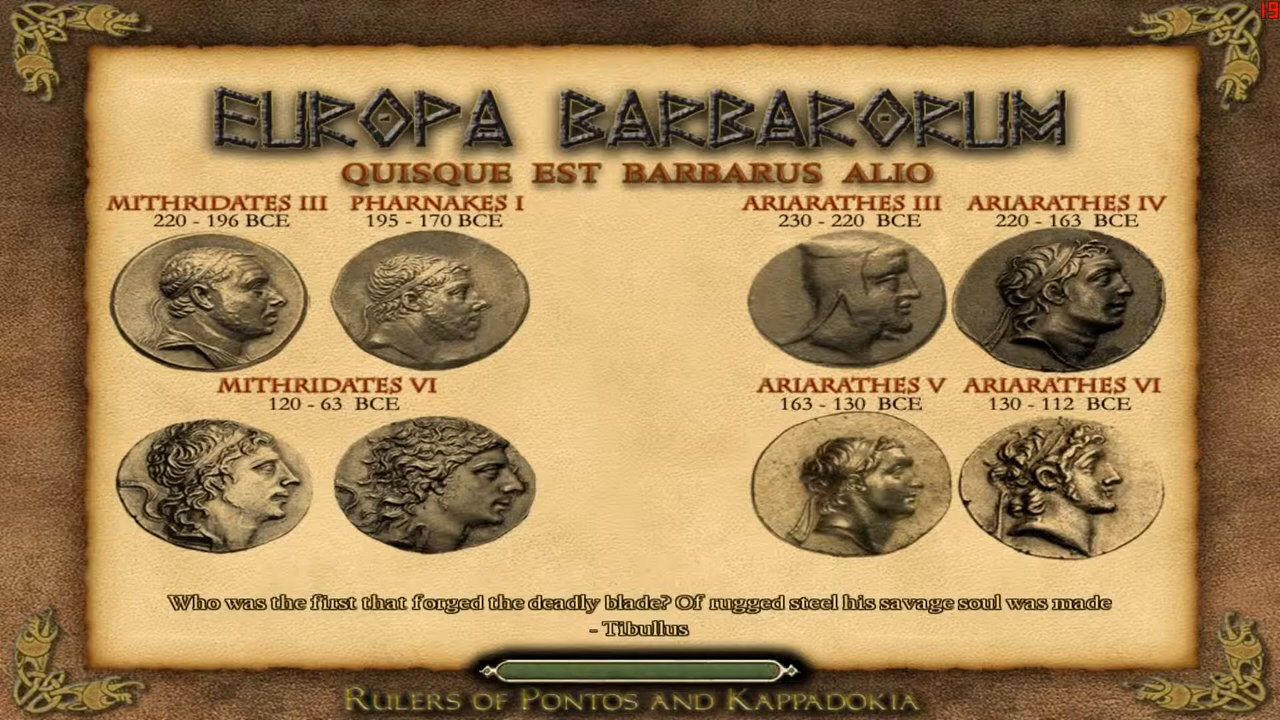 19
EUROPA BARBARORUM
QUISQUE EST BARBARUS ALIO
MITHRIDATES III PHARNAKES I ARIARATHES III ARIARATHES IV
220 - 196 BCE 195 - 170 BCE 230 - 220 BCE 220 - 163 BCE
MITHRIDATES VI ARIARATHES V ARIARATHES VI
120 - 63 BCE 163 - 130 BCE 130 - 112 BCE
Who was the first that forged the deadly blade? Of rugged steel his savage soul was made
- Tibullus
RULERS OF PONTOS AND KAPPADOKIA